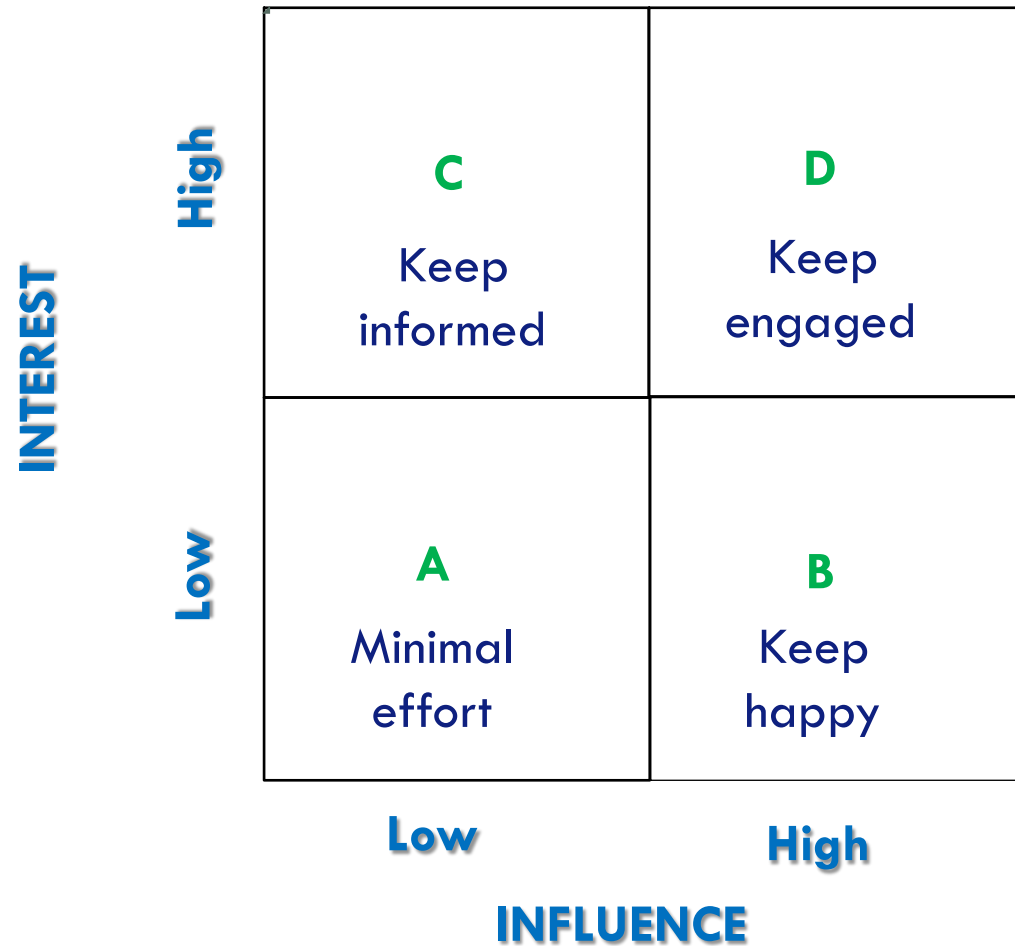 High
C
D
Keep
informed
Keep
engaged
INTEREST
Low
A
B
Minimal
effort
Keep
happy
Low
High
INFLUENCE